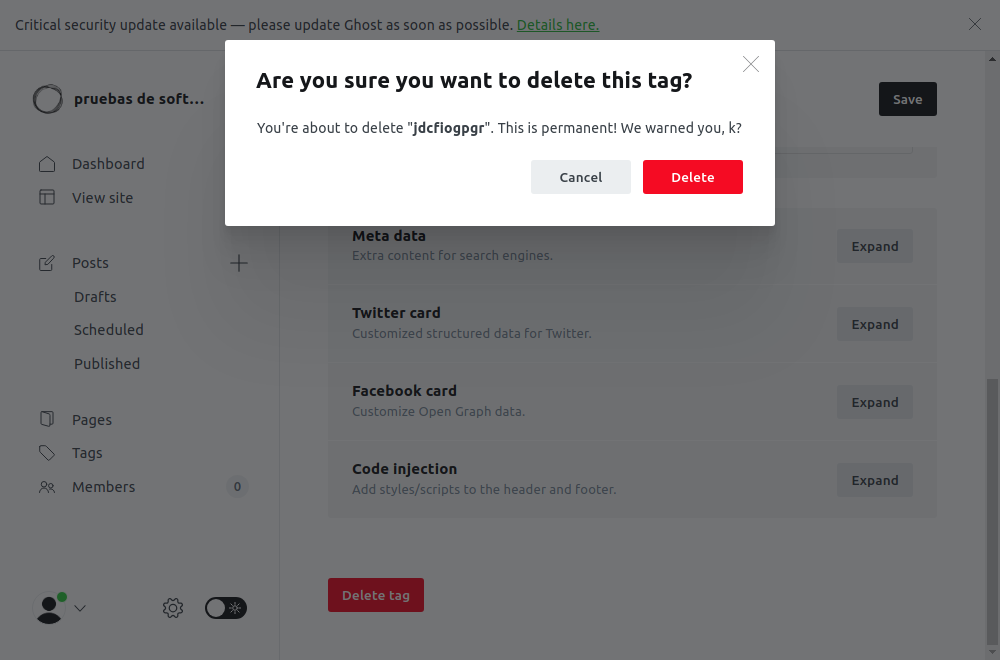 Critical security update available — please update Ghost as soon as possible. Details here.
Are you sure you want to delete this tag?
You're about to delete "jdcfiogpgr". This is permanent! We warned you, k?
Cancel
Delete
pruebas de soft...
Save
Dashboard
View site
Posts
Drafts
Scheduled
Published
Pages
Tags
Members
0
Meta data
Extra content for search engines.
Expand
Twitter card
Customized structured data for Twitter.
Expand
Facebook card
Customize Open Graph data.
Expand
Code injection
Add styles/scripts to the header and footer.
Expand
Delete tag